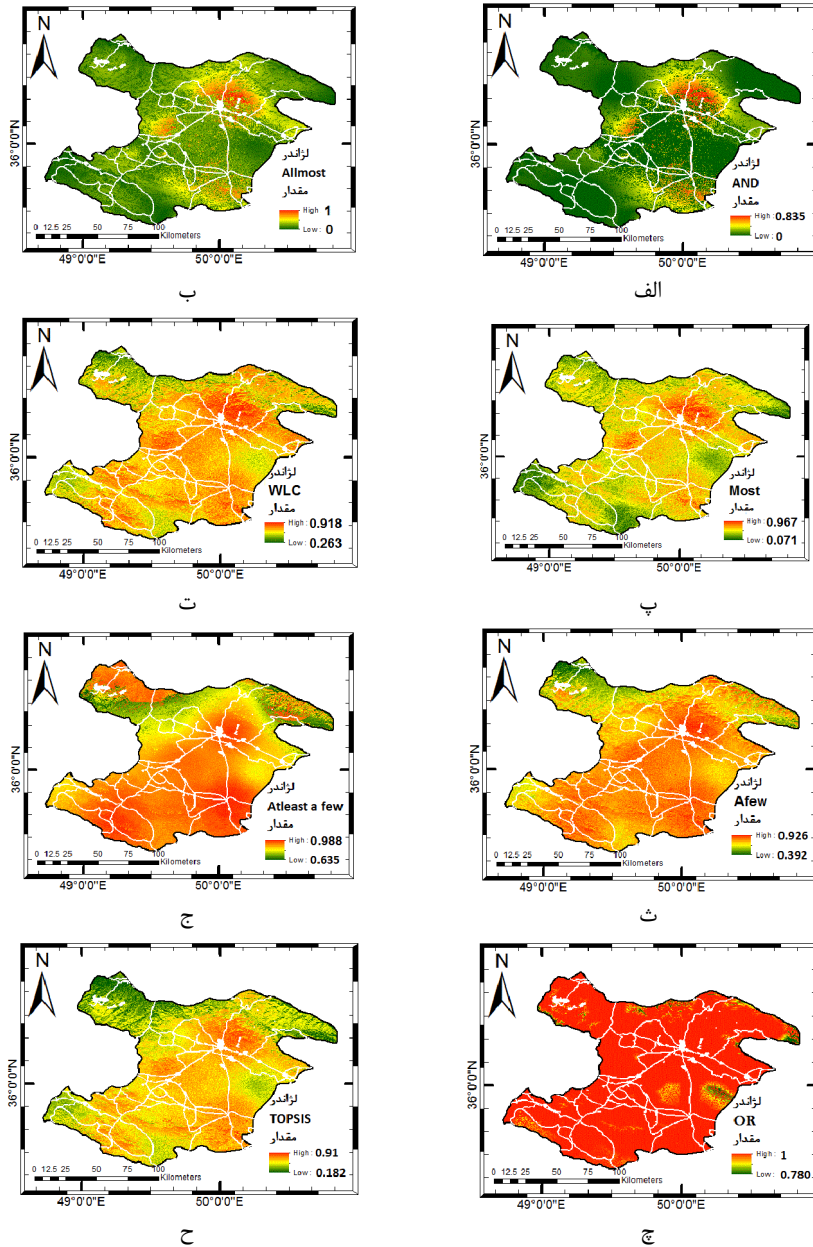 N
36°0'0"N
لژاندر
AND
مقدار
High : 0.835
Low : 0
0 12.5 25 50 75 100
Kilometers
49°0'0"E 50°0'0"E
الف
N
36°0'0"N
لژاندر
Allmost
مقدار
High 1
Low : 0
0 12.5 25 50 75 100
Kilometers
49°0'0"E 50°0'0"E
ب
N
36°0'0"N
لژاندر
Most
مقدار
High : 0.967
Low : 0.071
0 12.5 25 50 75 100
Kilometers
49°0'0"E 50°0'0"E
پ
N
36°0'0"N
لژاندر
WLC
مقدار
High : 0.918
Low : 0.263
0 12.5 25 50 75 100
Kilometers
49°0'0"E 50°0'0"E
ت
N
36°0'0"N
لژاندر
Afew
مقدار
High : 0.926
Low : 0.392
0 12.5 25 50 75 100
Kilometers
49°0'0"E 50°0'0"E
ث
N
36°0'0"N
لژاندر
Atleast a few
مقدار
High : 0.988
Low : 0.635
0 12.5 25 50 75 100
Kilometers
49°0'0"E 50°0'0"E
ج
N
36°0'0"N
لژاندر
OR
مقدار
High : 1
Low : 0.780
0 12.5 25 50 75 100
Kilometers
49°0'0"E 50°0'0"E
چ
N
36°0'0"N
لژاندر
TOPSIS
مقدار
High : 0.91
Low : 0.182
0 12.5 25 50 75 100
Kilometers
49°0'0"E 50°0'0"E
ح